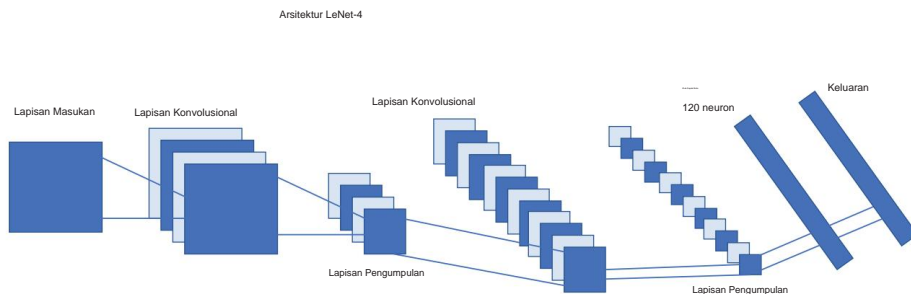 Arsitektur LeNet-4
Lapisan Masukan
Lapisan Konvolusional
Lapisan Pengumpulan
Lapisan Konvolusional
Lapisan Pengumpulan
120 neuron
Keluaran